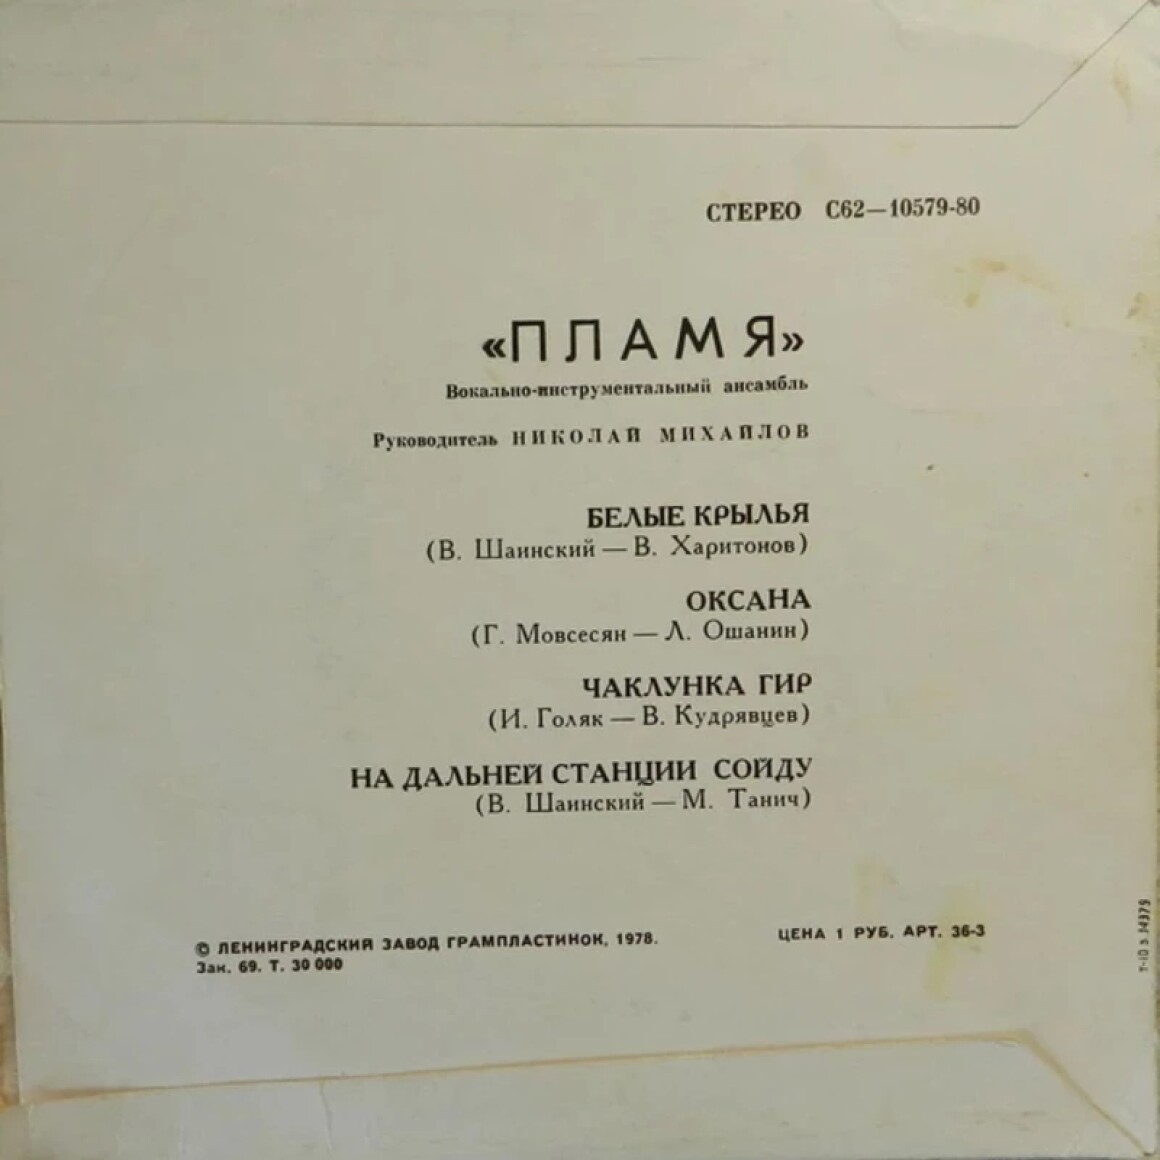 СТЕРЕО С62—10579-80
«ПЛАМЯ»
Вокально-инструментальный ансамбль
Руководитель НИКОЛАЙ МИХАЙЛОВ
БЕЛЫЕ КРЫЛЬЯ
(В. Шаинский — В. Харитонов)
ОКСАНА
(Г. Мовсесян — Л. Ошанин)
ЧАКЛУНКА ГИР
(И. Голяк — В. Кудрявцев)
НА ДАЛЬНЕЙ СТАНЦИИ СОЙДУ
(В. Шаинский — М. Танич)
© ЛЕНИНГРАДСКИЙ ЗАВОД ГРАМПЛАСТИНОК, 1978.
Зак. 69. Т. 30 000
ЦЕНА 1 РУБ. АРТ. 36-3